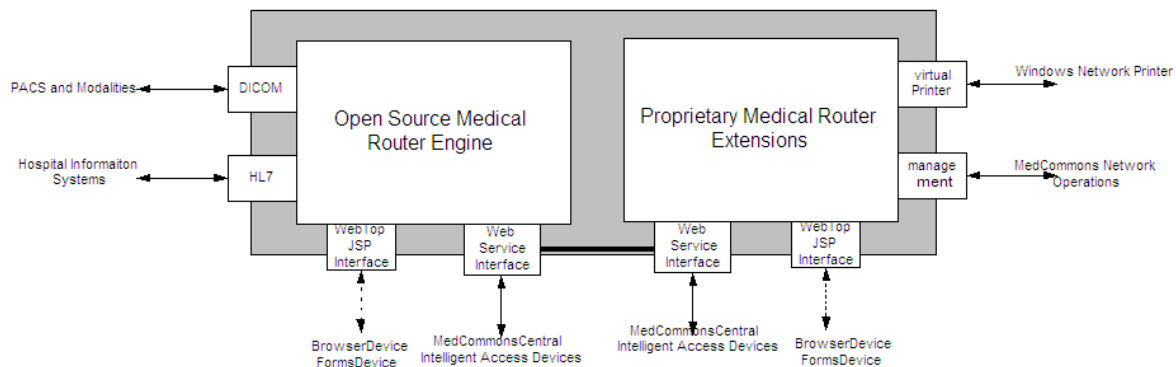 PACS and Modalities
DICOM
Open Source Medical
Router Engine
Proprietary Medical Router
Extensions
virtual
Printer
Windows Network Printer
Hospital Informaiton
Systems
HL7
manage
ment
MedCommons Network
Operations
WebTop
JSP
Interface
Web
Service
Interface
Web
Service
Interface
WebTop
JSP
Interface
BrowserDevice
FormsDevice
MedCommonsCentral
Intelligent Access Devices
MedCommonsCentral
Intelligent Access Devices
BrowserDevice
FormsDevice